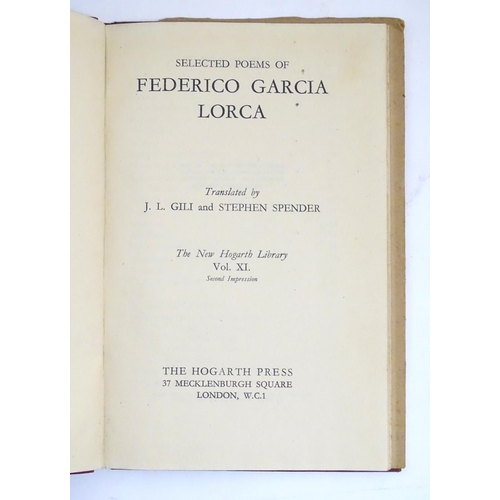 SELECTED POEMS OF
FEDERICO GARCIA
LORCA
Translated by
J. L. GILI and STEPHEN SPENDER
The New Hogarth Library
Vol. XI.
Second Impression
THE HOGARTH PRESS
37 MECKLENBURGH SQUARE
LONDON, W.C.1